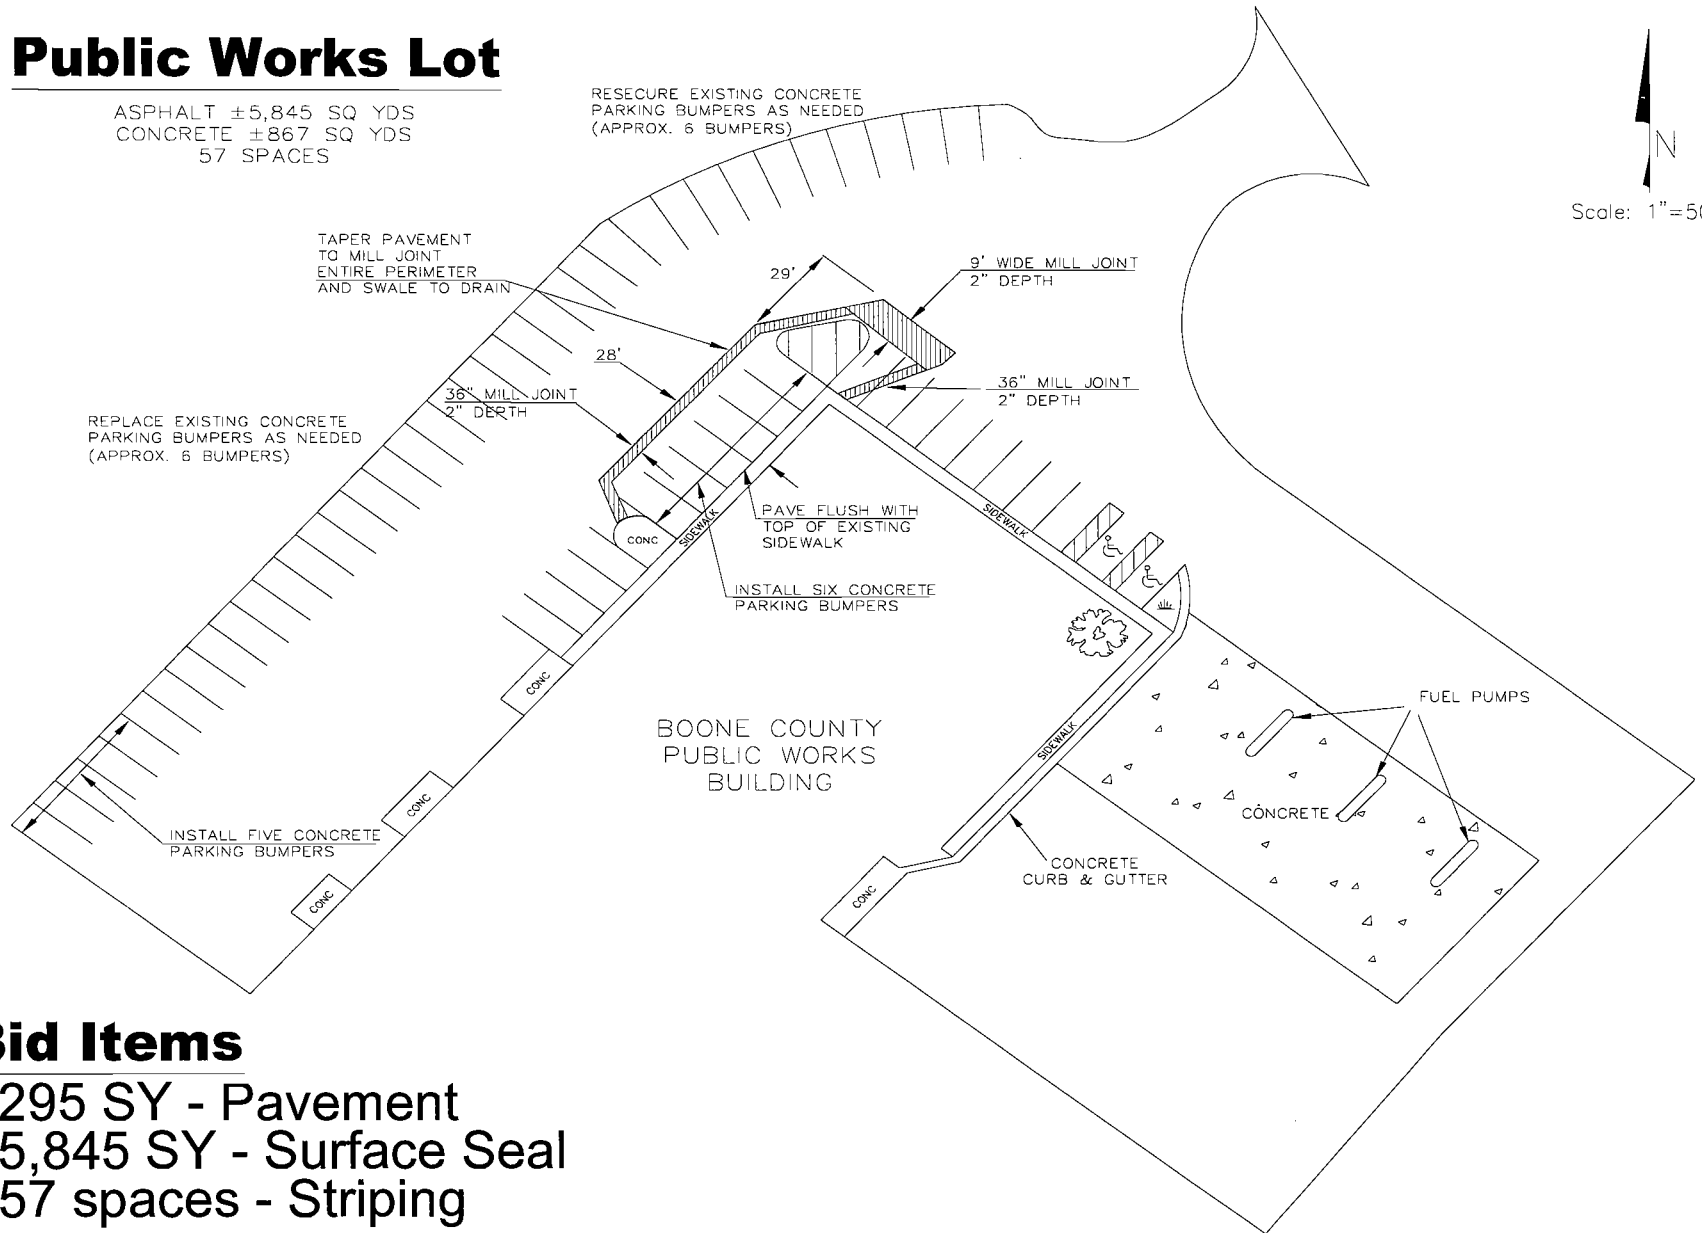 Public Works Lot
ASPHALT ±5,845 SQ YDS
CONCRETE ±867 SQ YDS
57 SPACES
RESECURE EXISTING CONCRETE
PARKING BUMPERS AS NEEDED
(APPROX. 6 BUMPERS)
N
Scale: 1"=50
TAPER PAVEMENT
TO MILL JOINT
ENTIRE PERIMETER
AND SWALE TO DRAIN
29'
9' WIDE MILL JOINT
2" DEPTH
28'
36" MILL JOINT
2" DEPTH
36" MILL JOINT
2" DEPTH
REPLACE EXISTING CONCRETE
PARKING BUMPERS AS NEEDED
(APPROX. 6 BUMPERS)
PAVE FLUSH WITH
TOP OF EXISTING
SIDEWALK
SIDEWALK
SIDEWALK
CONC
INSTALL SIX CONCRETE
PARKING BUMPERS
CONC
BOONE COUNTY
PUBLIC WORKS
BUILDING
SIDEWALK
FUEL PUMPS
CONCRETE
CONC
INSTALL FIVE CONCRETE
PARKING BUMPERS
CONC
CONC
CONCRETE
CURB & GUTTER
Bid Items
295 SY - Pavement
5,845 SY - Surface Seal
57 spaces - Striping